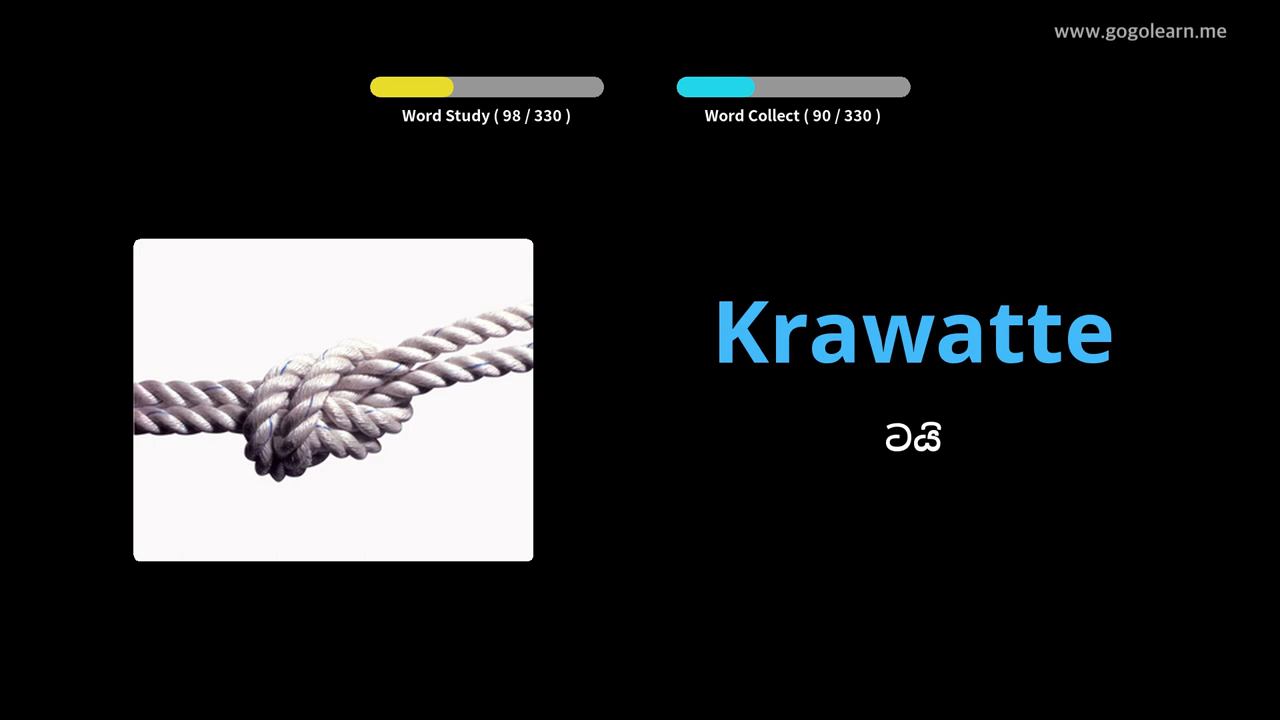 www.gogolearn.me
Word Study ( 98 / 330 )
Word Collect ( 90 / 330 )
Krawatte
ටයි